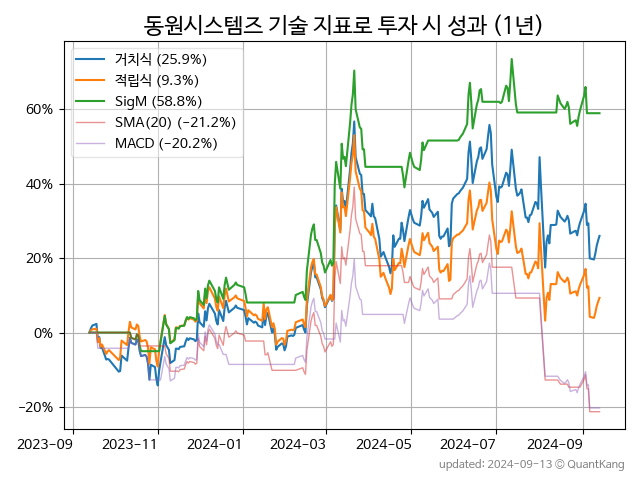 동원시스템즈 기술 지표로 투자 시 성과 (1년)
거치식 (25.9%)
적립식 (9.3%)
SigM (58.8%)
SMA(20) (−21.2%)
MACD (−20.2%)
60%
40%
20%
0%
−20%
2023-09
2023-11
2024-01
2024-03
2024-05
2024-07
2024-09
updated: 2024-09-13 ⓒ QuantKang